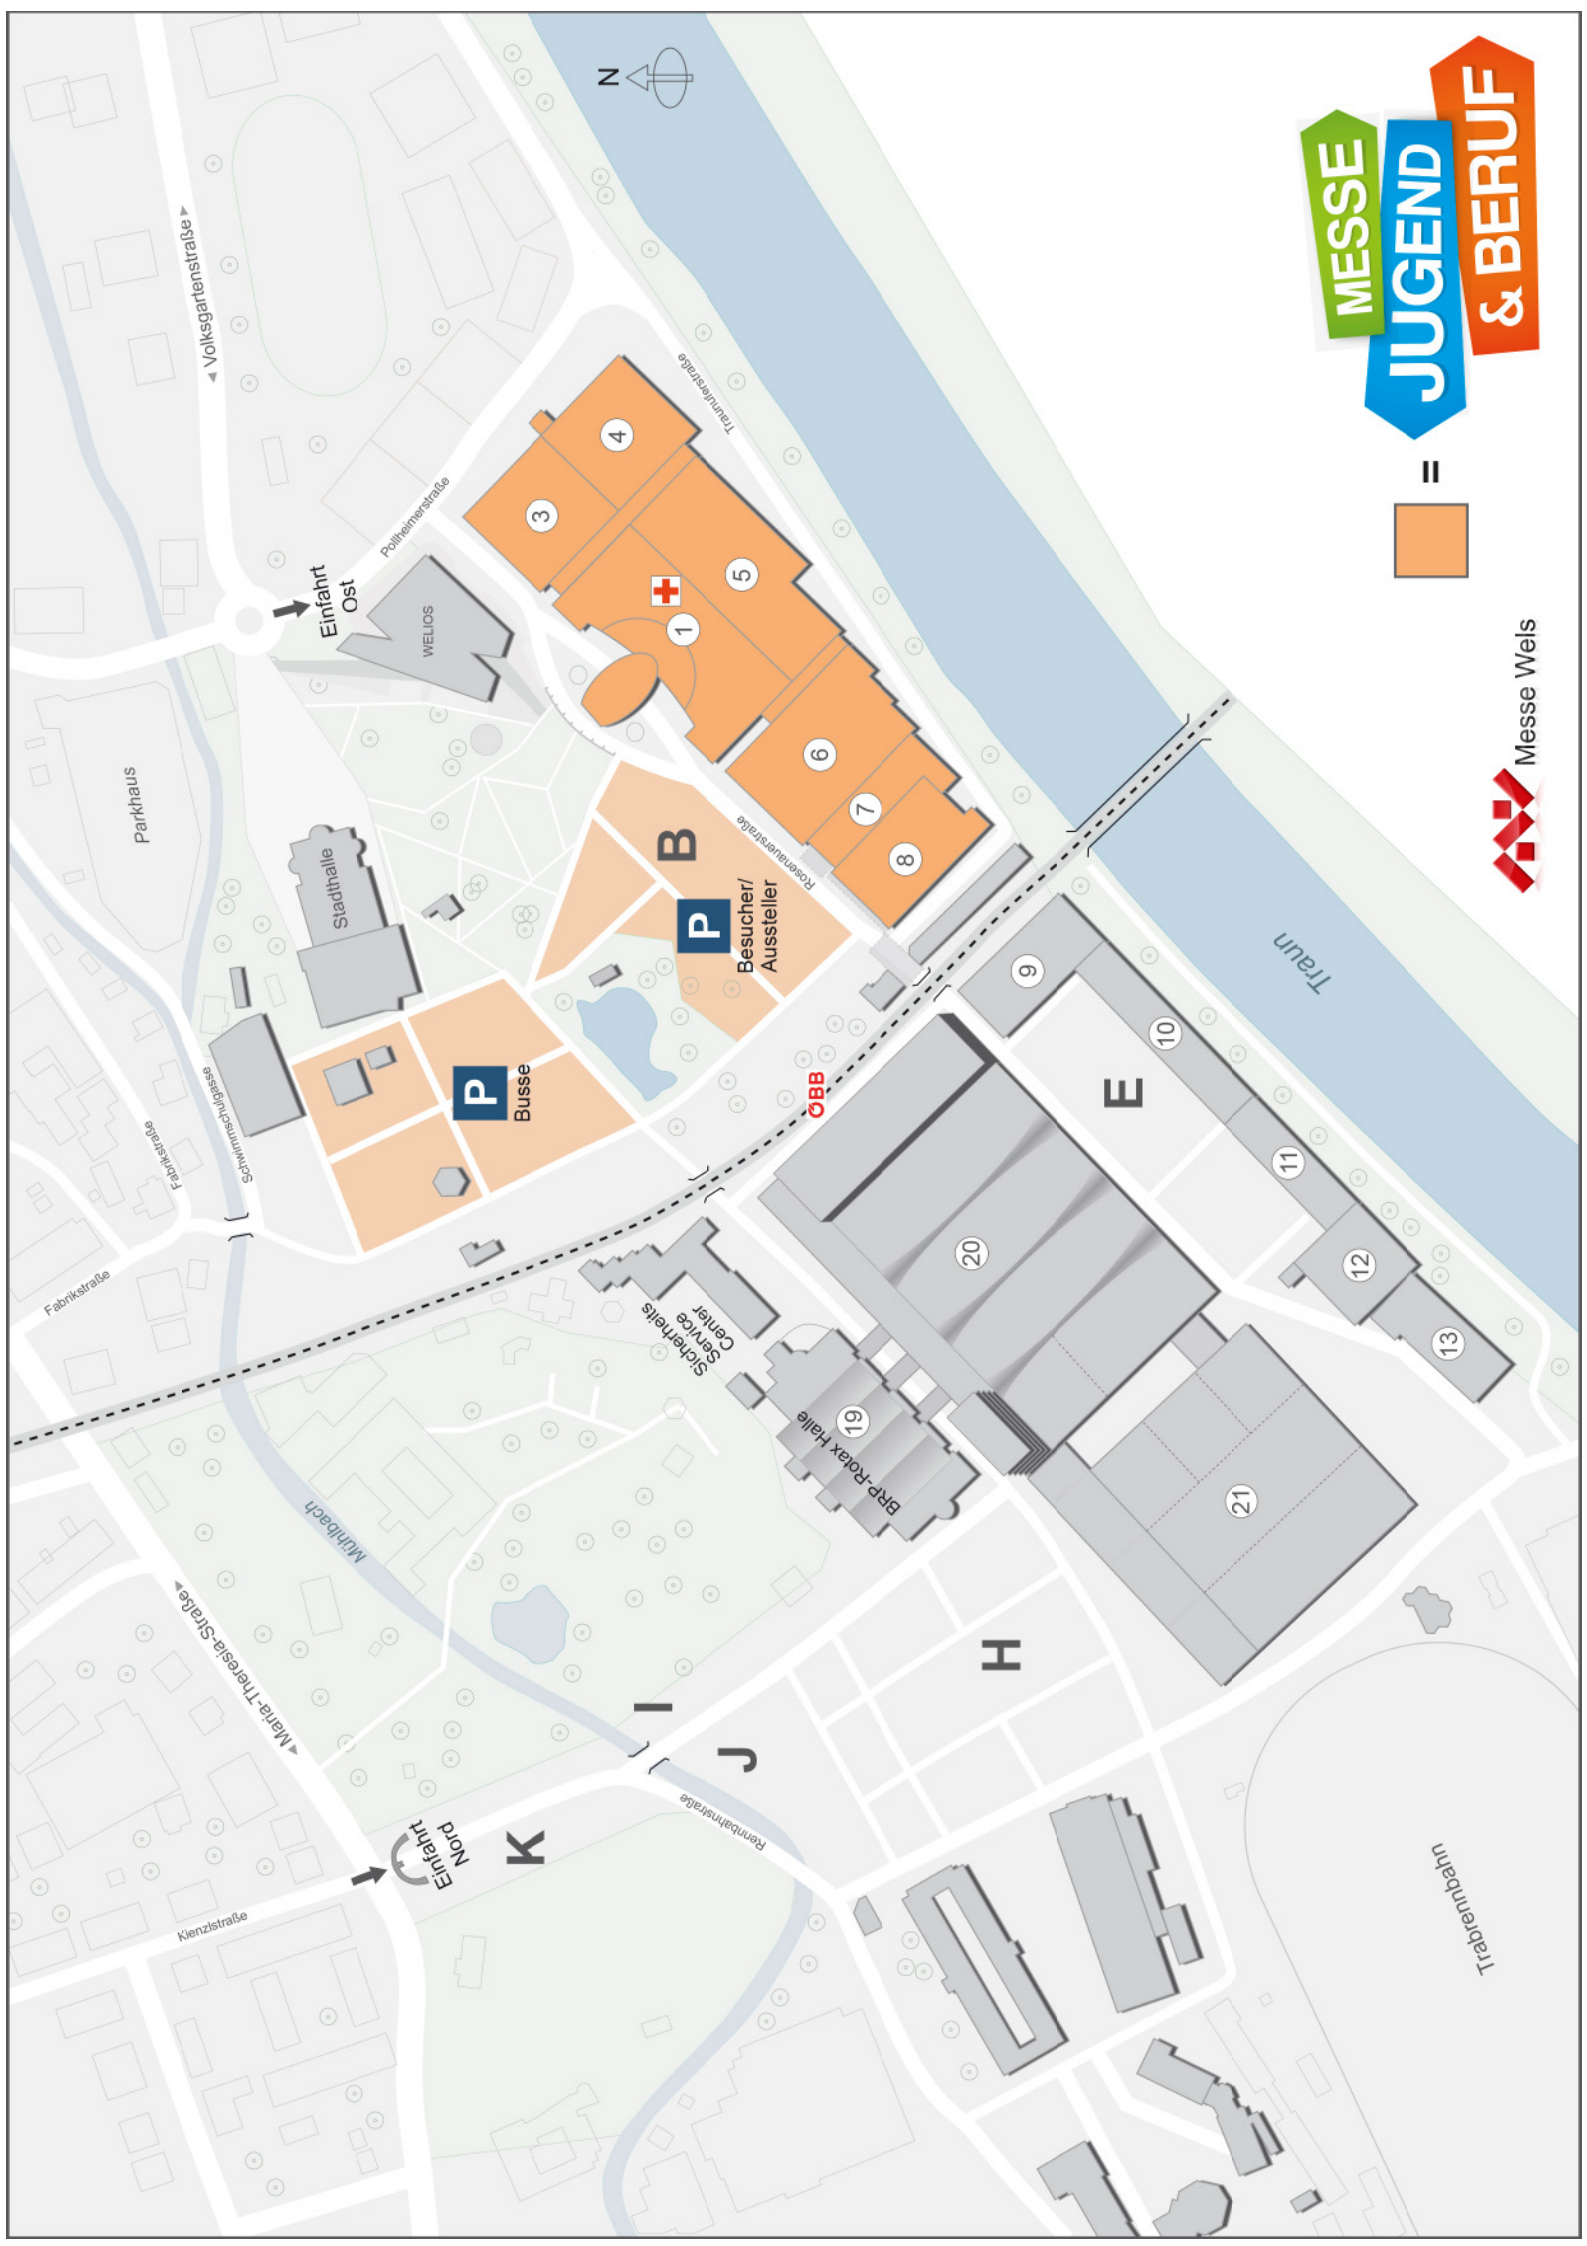 Maria-Theresia-Straße
Kienzlstraße
Einfahrt
Nord
K
Mühlbach
Rennbahnstraße
I
J
H
Trabrennbahn
Fabrikstraße
Fabrikstraße
Schwimmschulgasse
Sicherheits
Service
Center
19
BRP-Rotax Halle
20
21
P
Busse
Stadthalle
Parkhaus
ÖBB
E
9
10
11
12
13
B
P
Besucher/
Aussteller
Rosenauerstraße
Volksgartenstraße
Einfahrt
Ost
WELIOS
Pollheimerstraße
Traunuferstraße
1
3
4
5
6
7
8
N
Traun
Messe Wels
=
MESSE
JUGEND
& BERUF